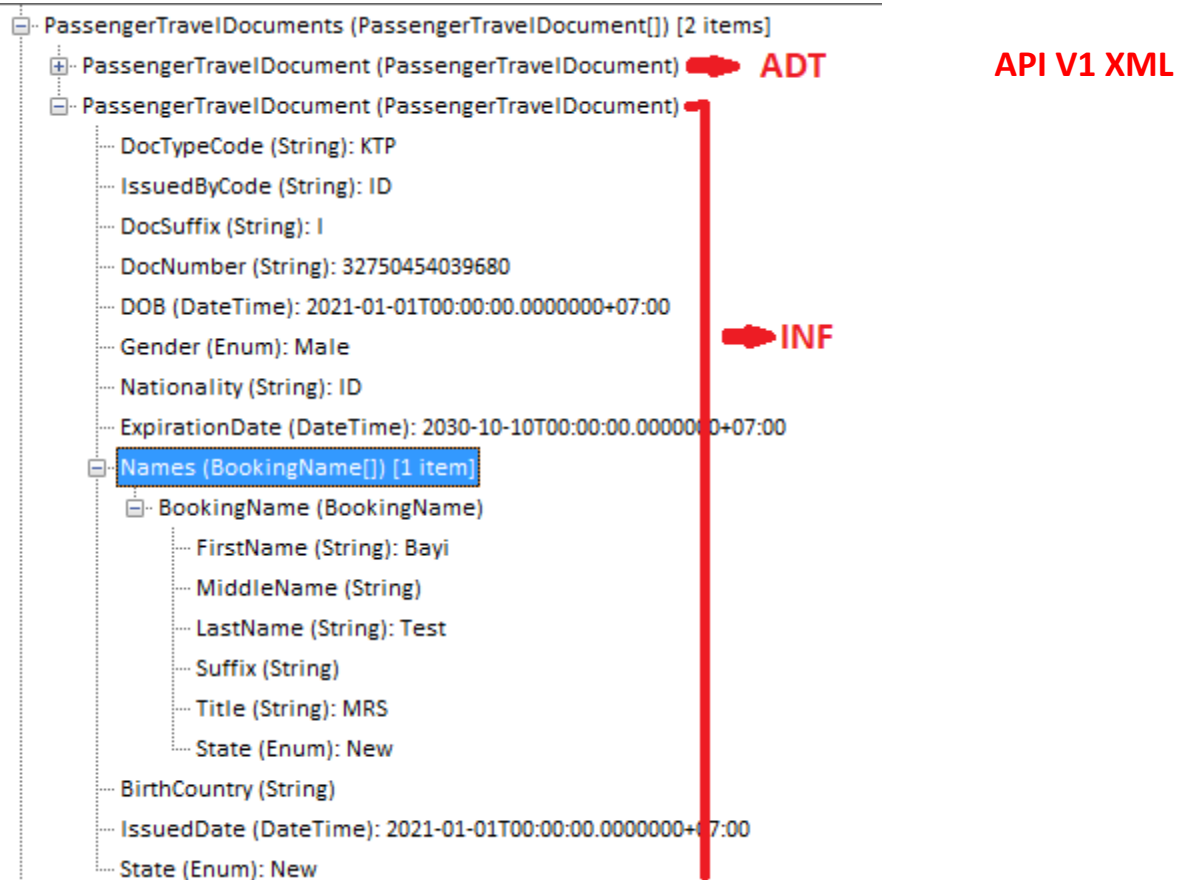 PassengerTravelDocuments (PassengerTravelDocument[]) [2 items]
PassengerTravelDocument (PassengerTravelDocument) ADT API V1 XML
PassengerTravelDocument (PassengerTravelDocument)
DocTypeCode (String): KTP
IssuedByCode (String): ID
DocSuffix (String): I
DocNumber (String): 32750454039680
DOB (DateTime): 2021-01-01T00:00:00.0000000+07:00
Gender (Enum): Male INF
Nationality (String): ID
ExpirationDate (DateTime): 2030-10-10T00:00:00.0000000+07:00
Names (BookingName[]) [1 item]
BookingName (BookingName)
FirstName (String): Bayi
MiddleName (String)
LastName (String): Test
Suffix (String)
Title (String): MRS
State (Enum): New
BirthCountry (String)
IssuedDate (DateTime): 2021-01-01T00:00:00.0000000+07:00
State (Enum): New